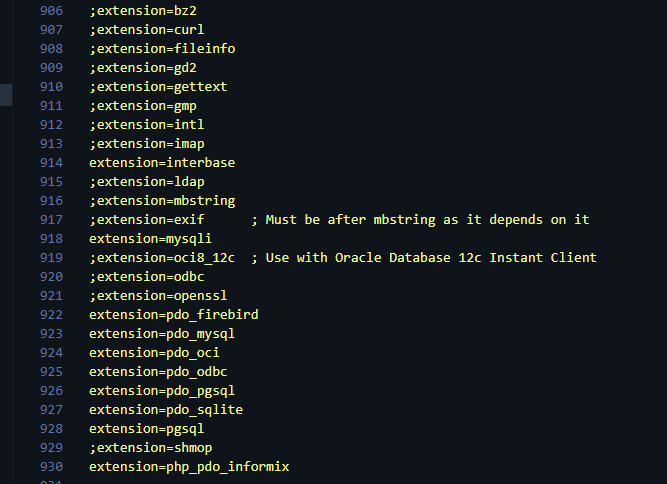 906 ;extension=bz2
907 ;extension=curl
908 ;extension=fileinfo
909 ;extension=gd2
910 ;extension=gettext
911 ;extension=gmp
912 ;extension=intl
913 ;extension=imap
914 extension=interbase
915 ;extension=ldap
916 ;extension=mbstring
917 ;extension=exif      ; Must be after mbstring as it depends on it
918 extension=mysqli
919 ;extension=oci8_12c  ; Use with Oracle Database 12c Instant Client
920 ;extension=odbc
921 ;extension=openssl
922 extension=pdo_firebird
923 extension=pdo_mysql
924 extension=pdo_oci
925 extension=pdo_odbc
926 extension=pdo_pgsql
927 extension=pdo_sqlite
928 extension=pgsql
929 ;extension=shmop
930 extension=php_pdo_informix